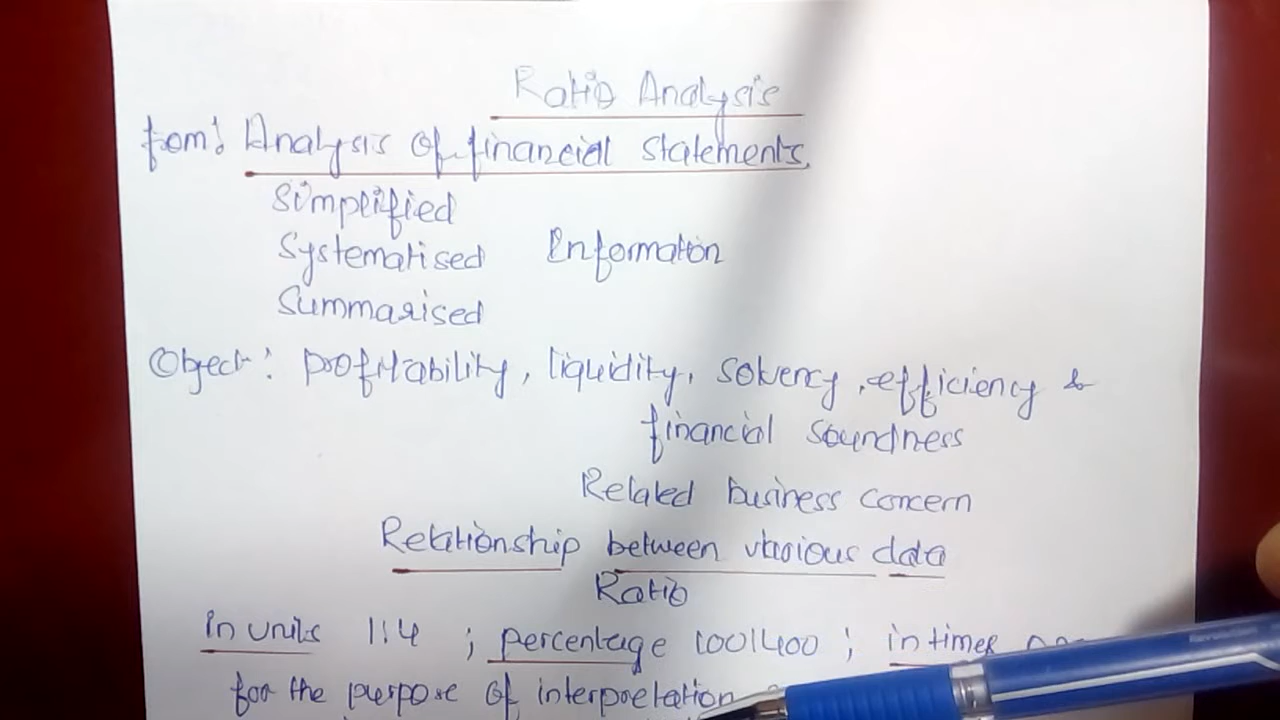 Ratio Analysis
from: Analysis of financial statements.
Simplified
Systematised Information
Summarised
Object: profitability, liquidity, solvency, efficiency &
financial soundness
Related business concern
Relationship between various data
Ratio
in units 1:4 ; percentage 100/400 ; in times
for the purpose of interpretation